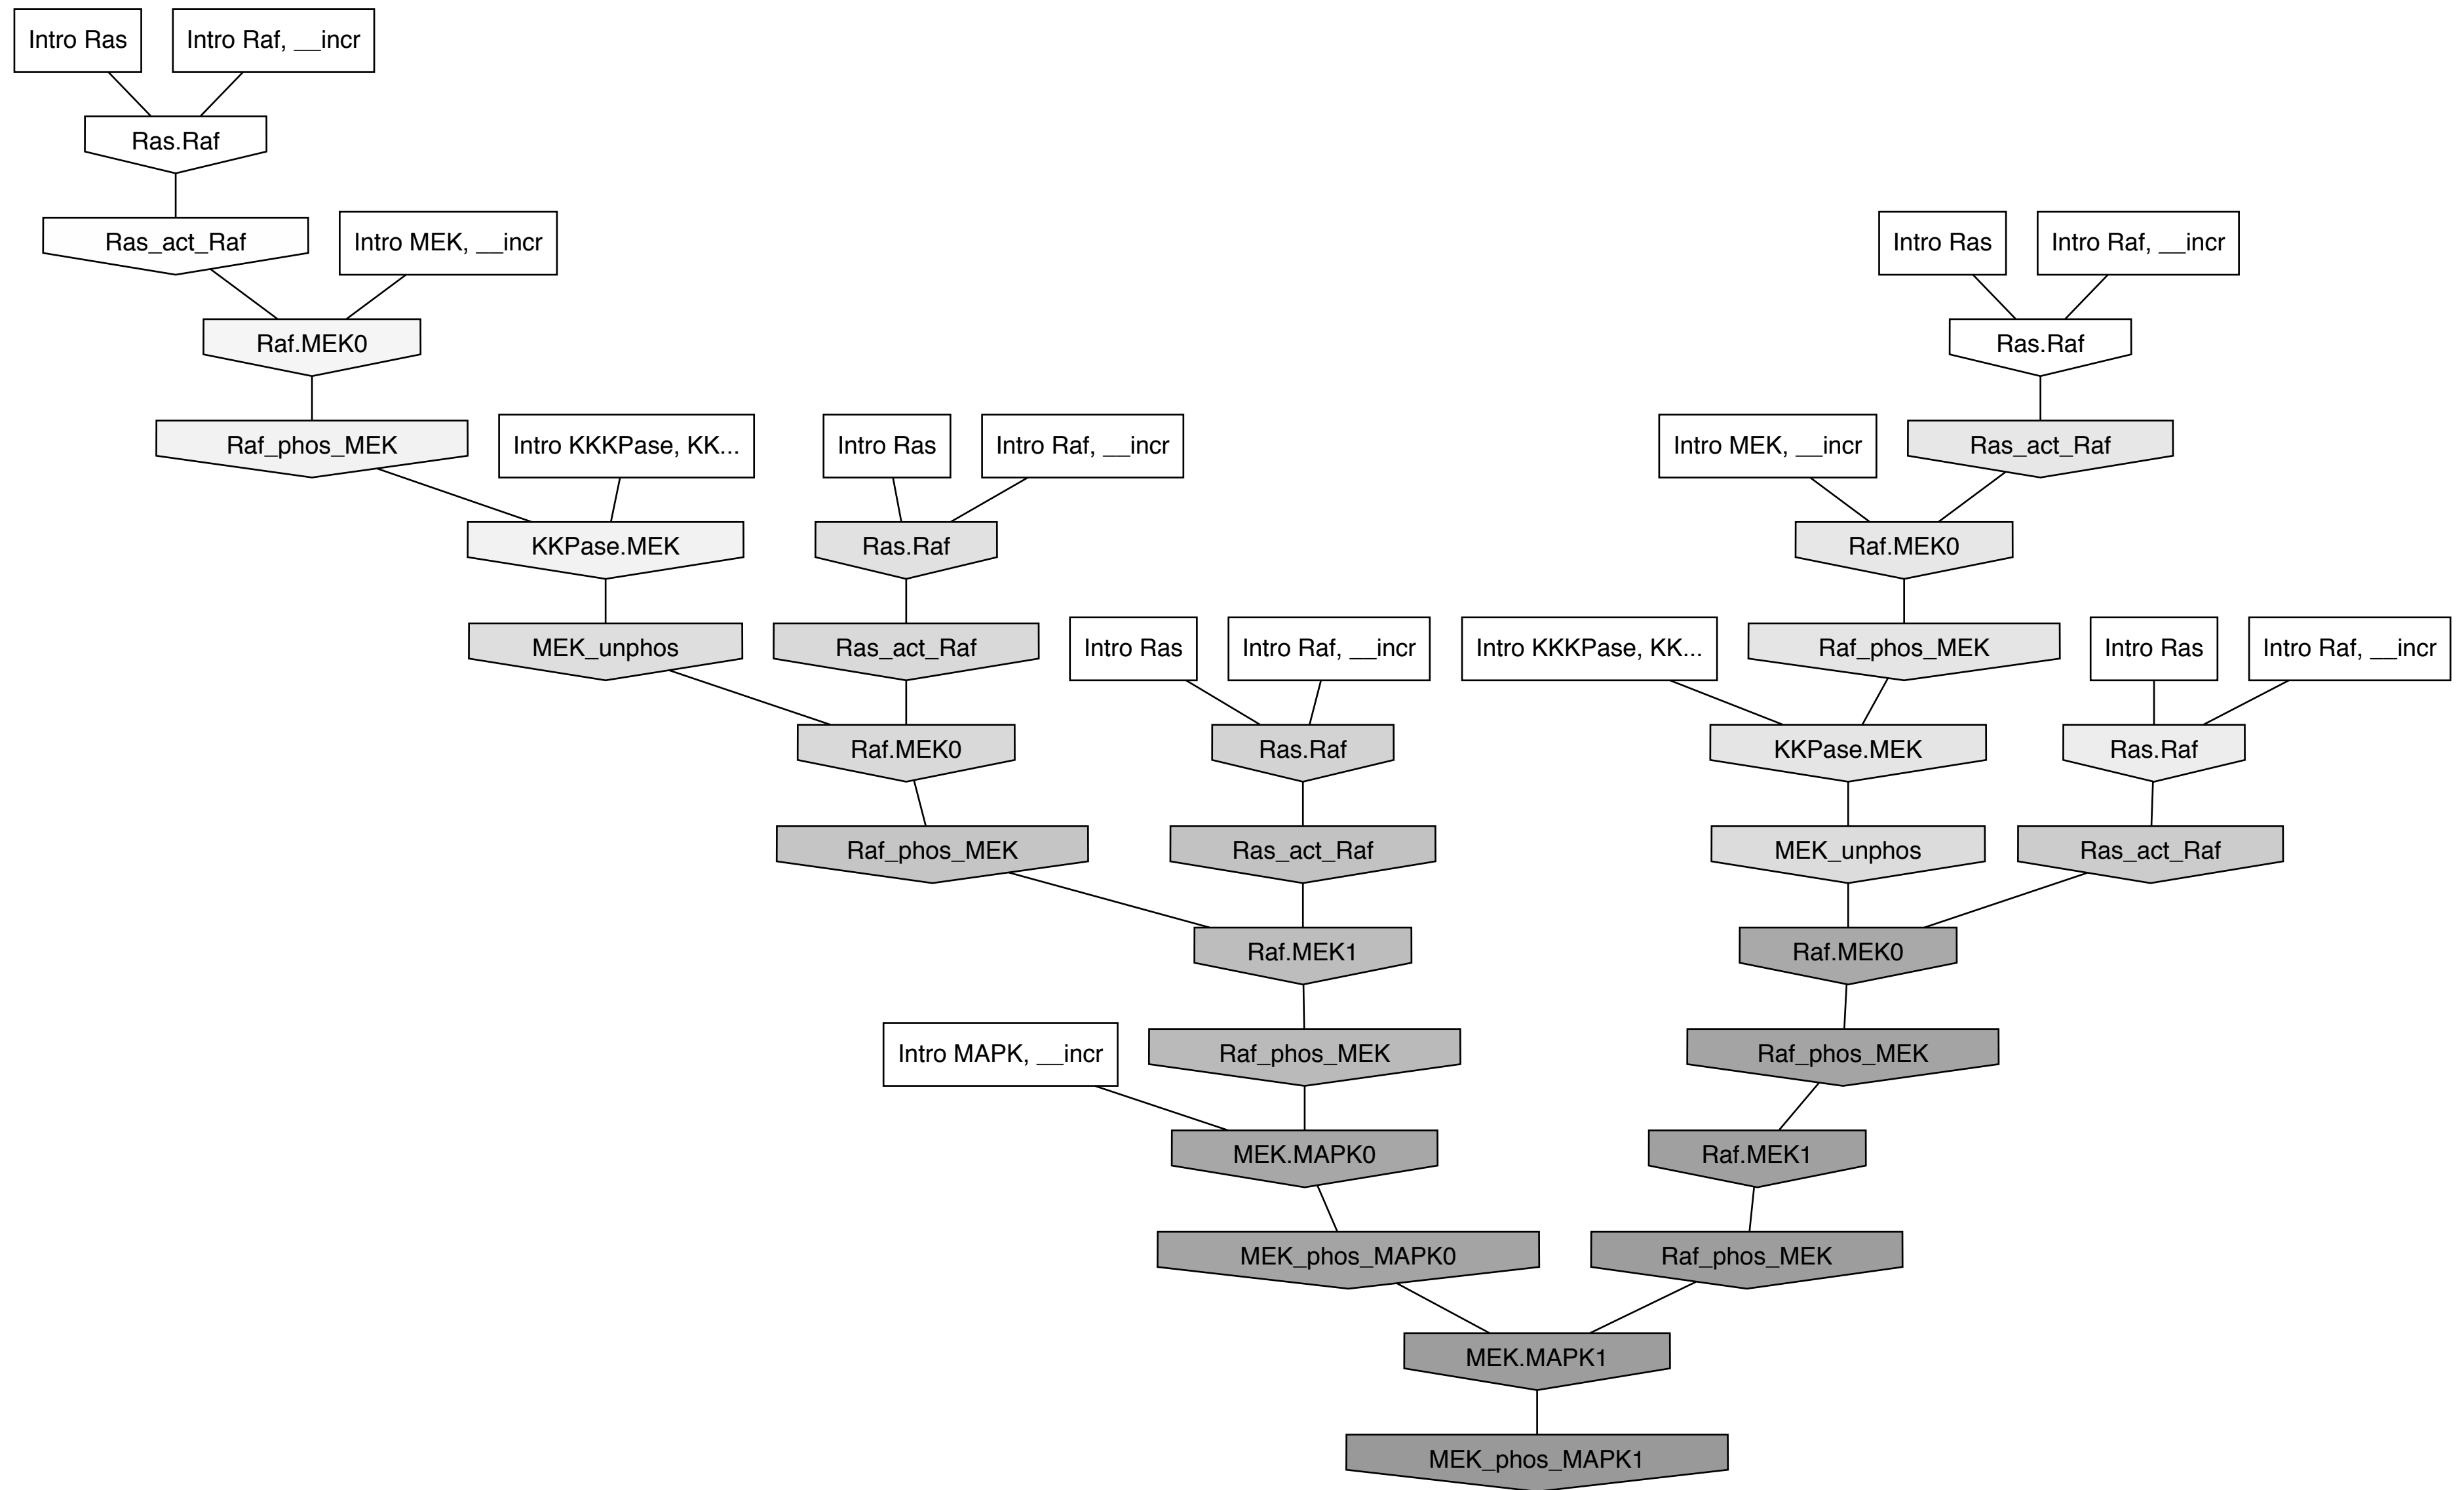 Intro Ras
Intro Raf, __incr
Ras.Raf
Ras_act_Raf
Intro MEK, __incr
Intro Ras
Intro Raf, __incr
Raf.MEK0
Ras.Raf
Raf_phos_MEK
Intro KKKPase, KK...
Intro Ras
Intro Raf, __incr
Intro MEK, __incr
Ras_act_Raf
KKPase.MEK
Ras.Raf
Raf.MEK0
MEK_unphos
Ras_act_Raf
Intro Ras
Intro Raf, __incr
Intro KKKPase, KK...
Raf_phos_MEK
Intro Ras
Intro Raf, __incr
Raf.MEK0
Ras.Raf
KKPase.MEK
Ras.Raf
Raf_phos_MEK
Ras_act_Raf
MEK_unphos
Ras_act_Raf
Raf.MEK1
Raf.MEK0
Intro MAPK, __incr
Raf_phos_MEK
Raf_phos_MEK
MEK.MAPK0
Raf.MEK1
MEK_phos_MAPK0
Raf_phos_MEK
MEK.MAPK1
MEK_phos_MAPK1